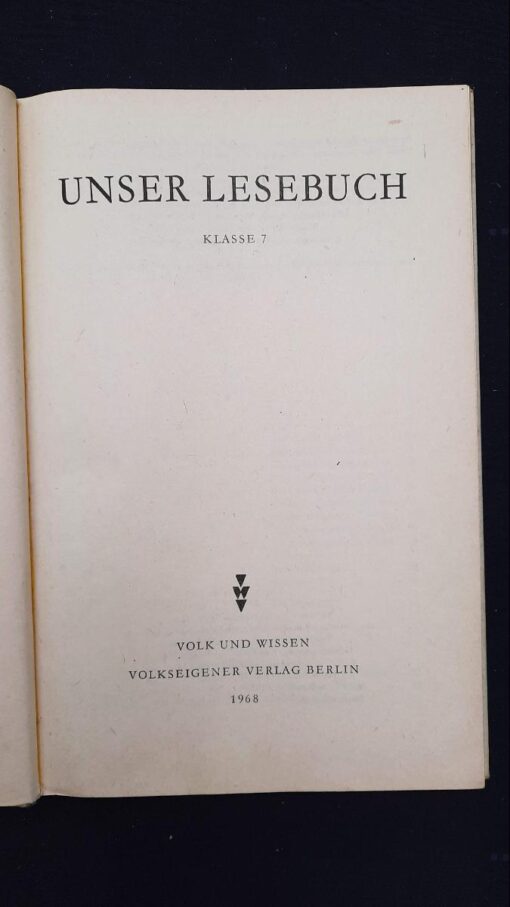 UNSER LESEBUCH
KLASSE 7
VOLK UND WISSEN
VOLKSEIGENER VERLAG BERLIN
1968